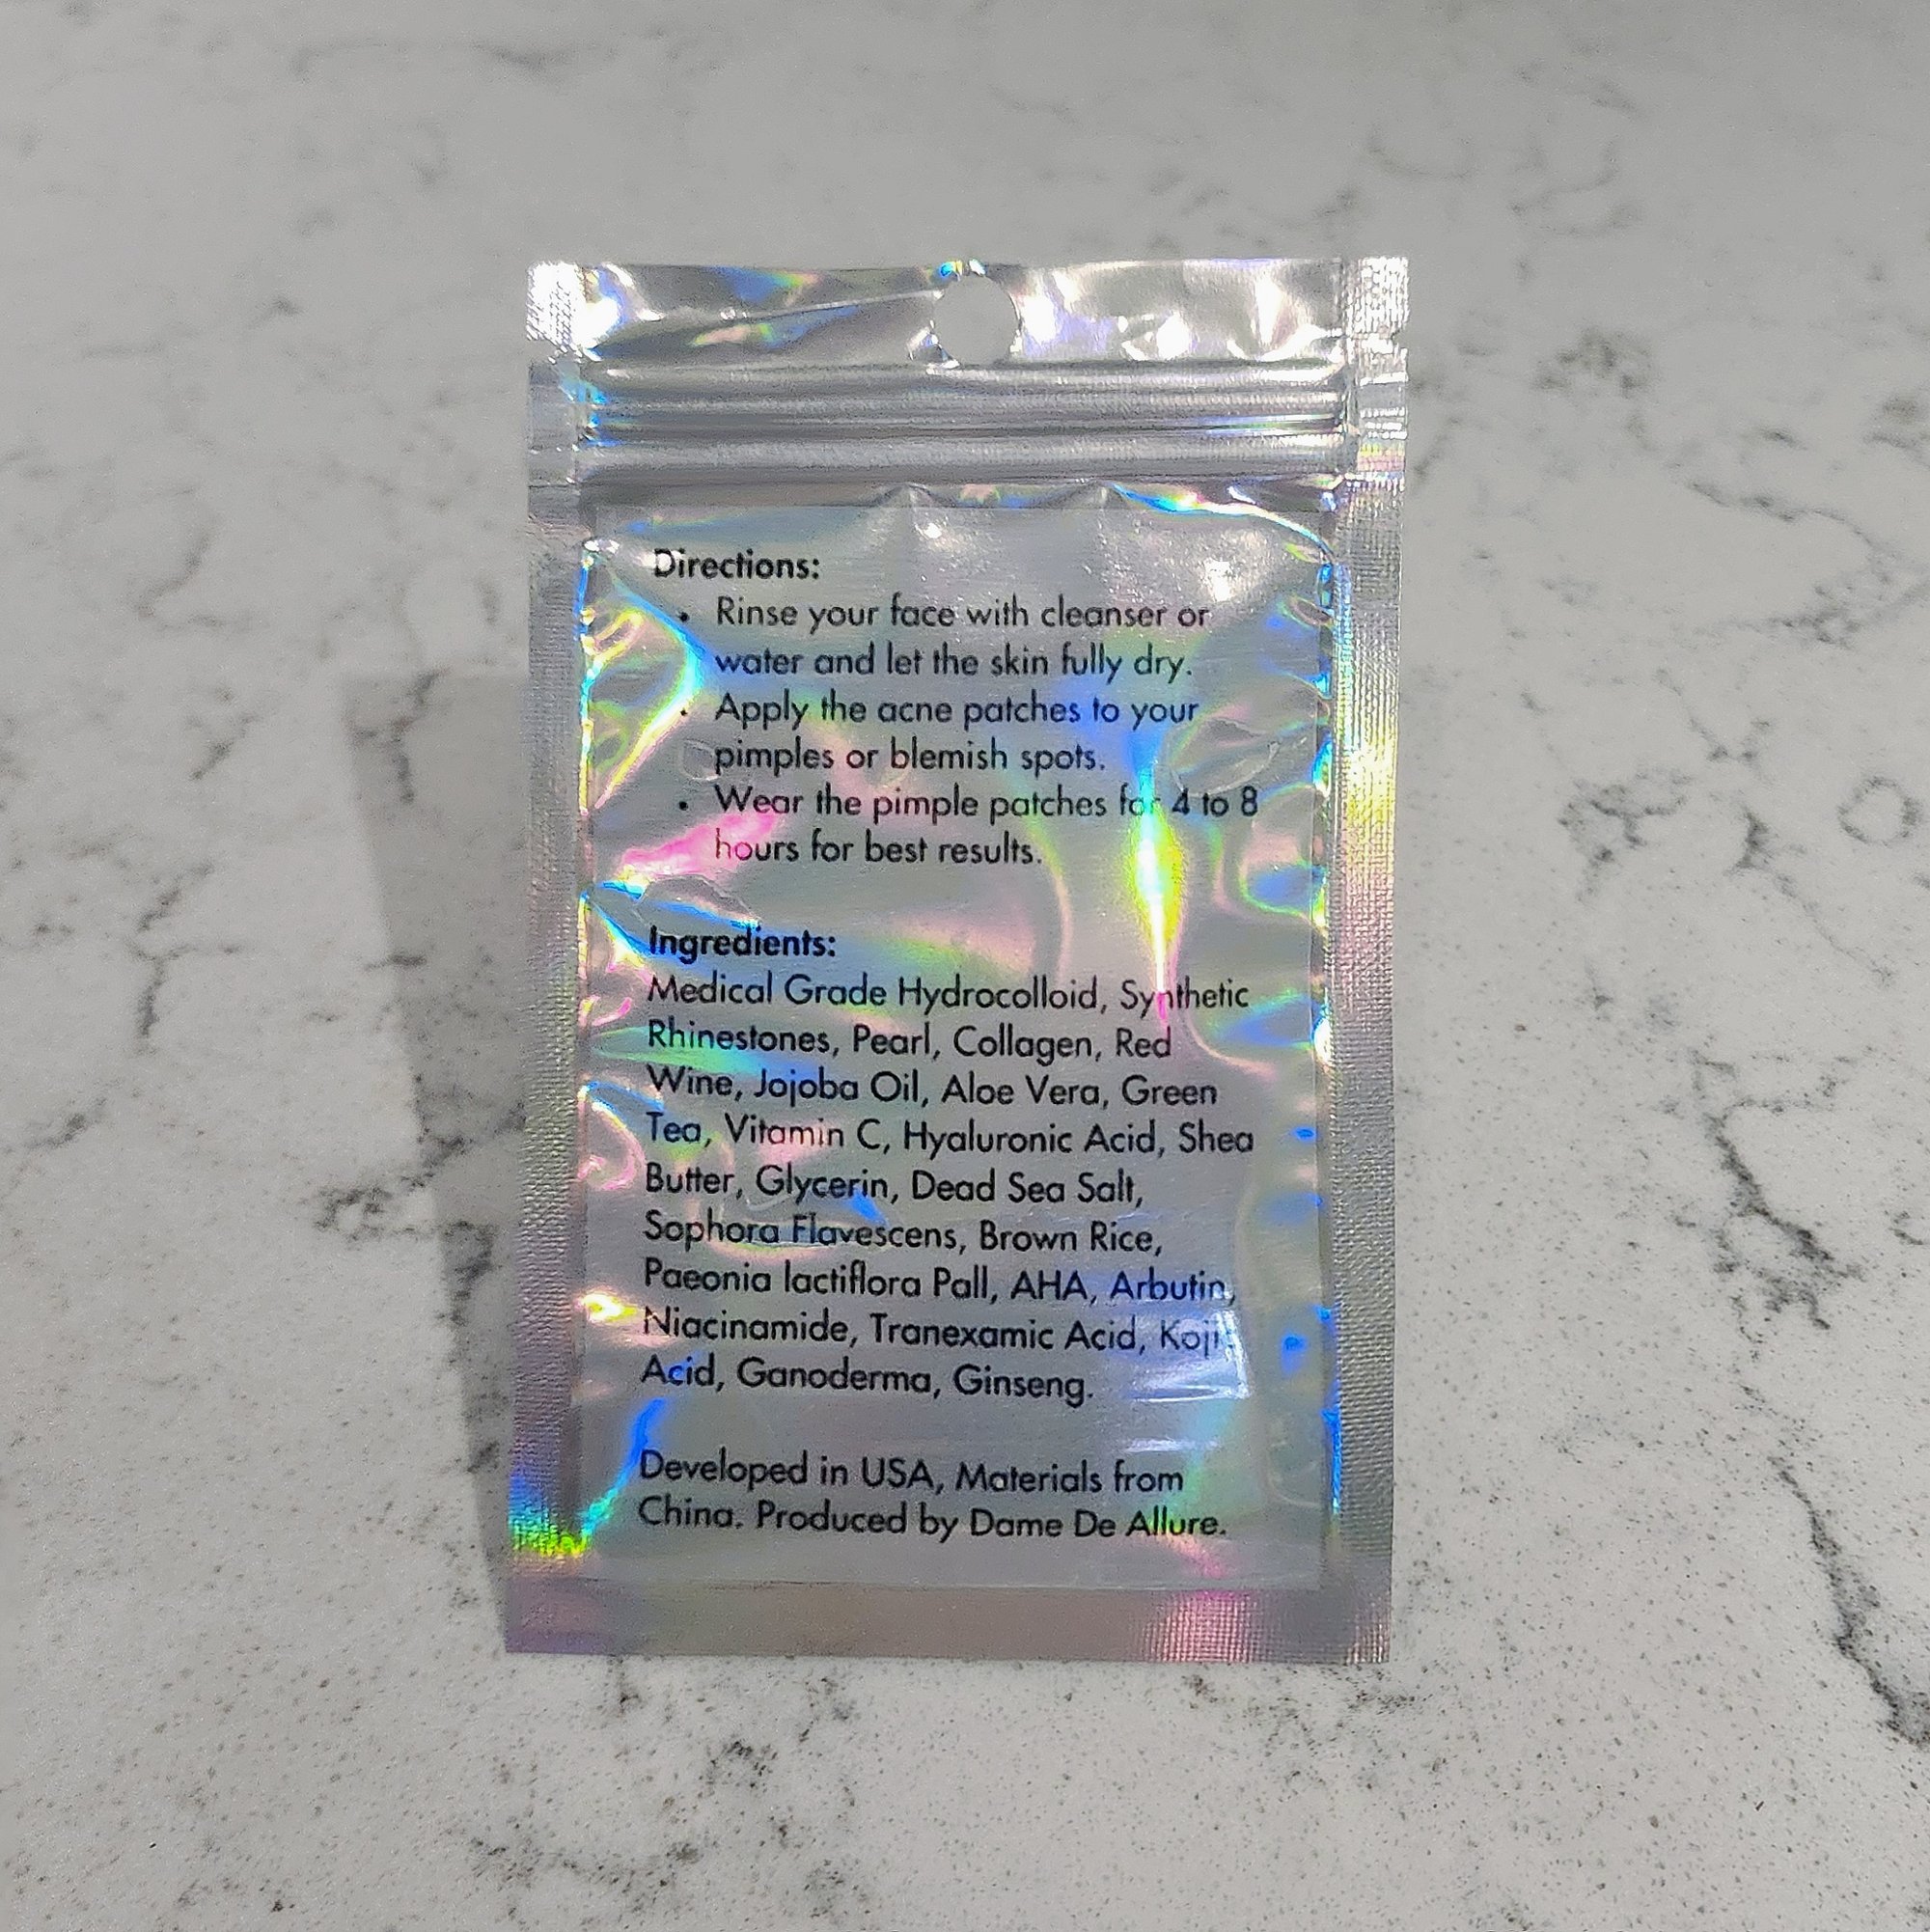 Directions:
• Rinse your face with cleanser or
water and let the skin fully dry.
• Apply the acne patches to your
pimples or blemish spots.
• Wear the pimple patches for 4 to 8
hours for best results.
Ingredients:
Medical Grade Hydrocolloid, Synthetic
Rhinestones, Pearl, Collagen, Red
Wine, Jojoba Oil, Aloe Vera, Green
Tea, Vitamin C, Hyaluronic Acid, Shea
Butter, Glycerin, Dead Sea Salt,
Sophora Flavescens, Brown Rice,
Paeonia lactiflora Pall, AHA, Arbutin,
Niacinamide, Tranexamic Acid,
Acid, Ganoderma, Ginseng.
Developed in USA, Materials from
China. Produced by Dame De Allure.